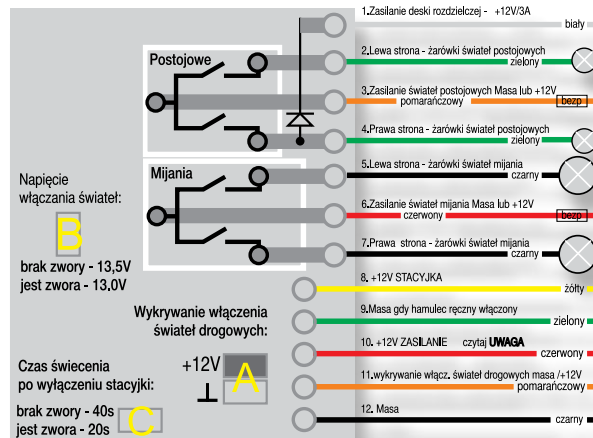 1.Zasilanie deski rozdzielczej - +12V/3A
biały
Postojowe
2.Lewa strona - żarówki świateł postojowych
zielony
3.Zasilanie świateł postojowych Masa lub +12V
pomarańczowy
bezp
4.Prawa strona - żarówki świateł postojowych
zielony
Mijania
5.Lewa strona - żarówki świateł mijania
czarny
6.Zasilanie świateł mijania Masa lub +12V
czerwony
bezp
7.Prawa strona - żarówki świateł mijania
czarny
Napięcie
włączania świateł:
B
brak zwory - 13,5V
jest zwora - 13,0V
8. +12V STACYJKA
żółty
9.Masa gdy hamulec ręczny włączony
zielony
Wykrywanie włączenia
świateł drogowych:
+12V
A
10. +12V ZASILANIE czytaj UWAGA
czerwony
11.wykrywanie włącz. świateł drogowych masa /+12V
pomarańczowy
12. Masa
czarny
Czas świecenia
po wyłączeniu stacyjki:
brak zwory - 40s
jest zwora - 20s
C